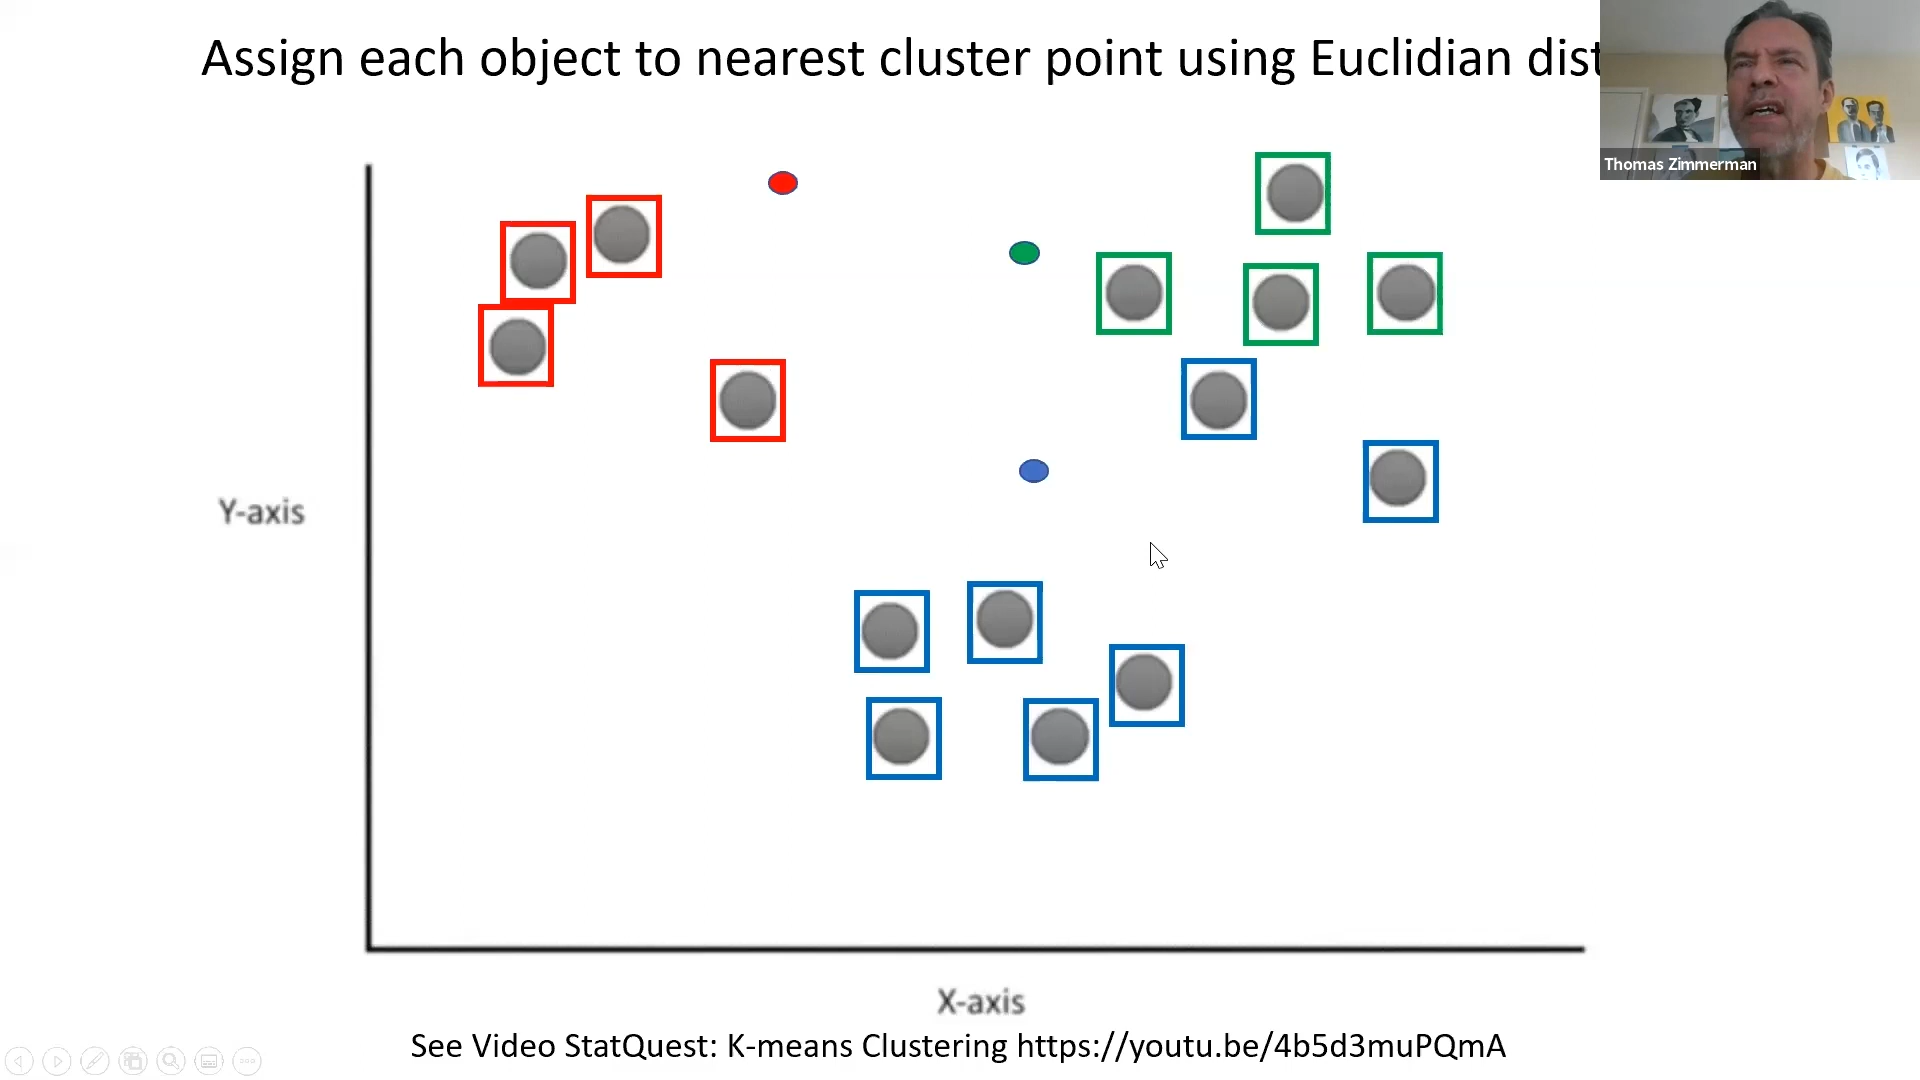 Assign each object to nearest cluster point using Euclidian dist
Thomas Zimmerman
Y-axis
X-axis
See Video StatQuest: K-means Clustering https://youtu.be/4b5d3muPQmA